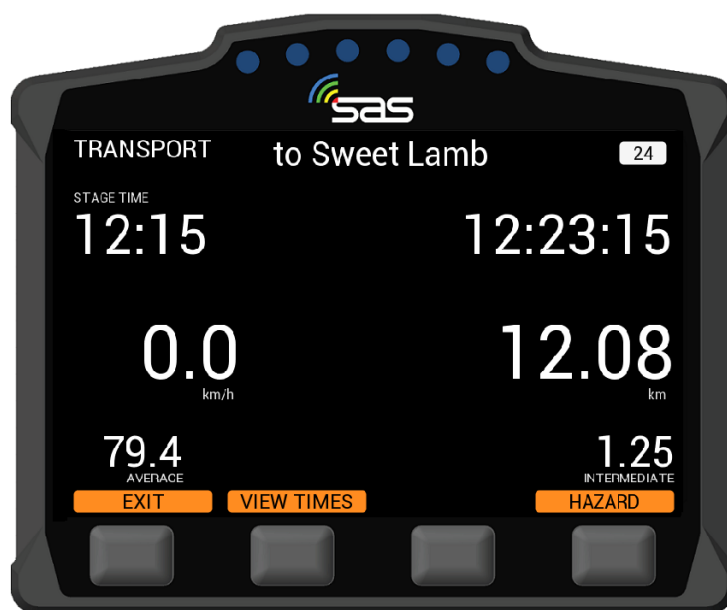 sas
TRANSPORT to Sweet Lamb 24
STAGE TIME
12:15 12:23:15
0.0 12.08
km/h km
79.4 1.25
AVERAGE INTERMEDIATE
EXIT VIEW TIMES HAZARD